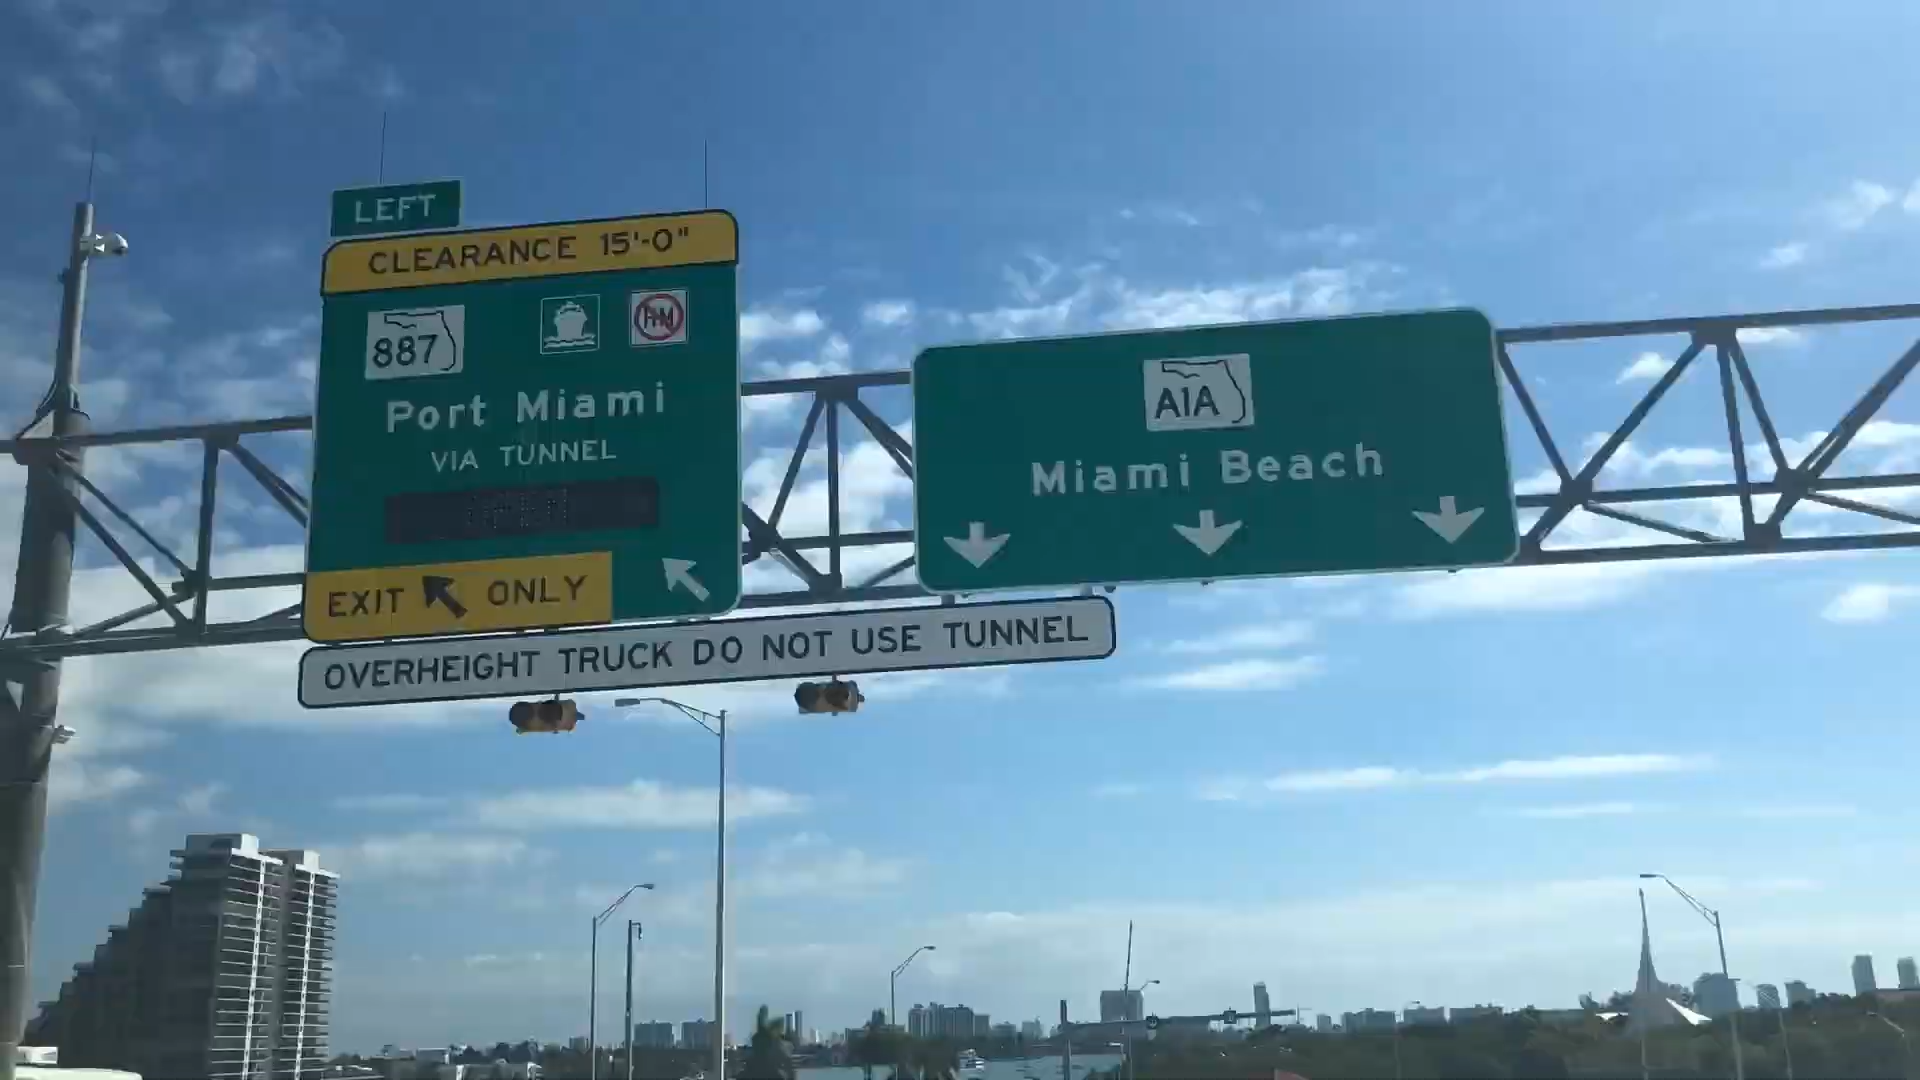 LEFT
CLEARANCE 15'-0"
887
HM
Port Miami
VIA TUNNEL
EXIT ONLY
A1A
Miami Beach
OVERHEIGHT TRUCK DO NOT USE TUNNEL